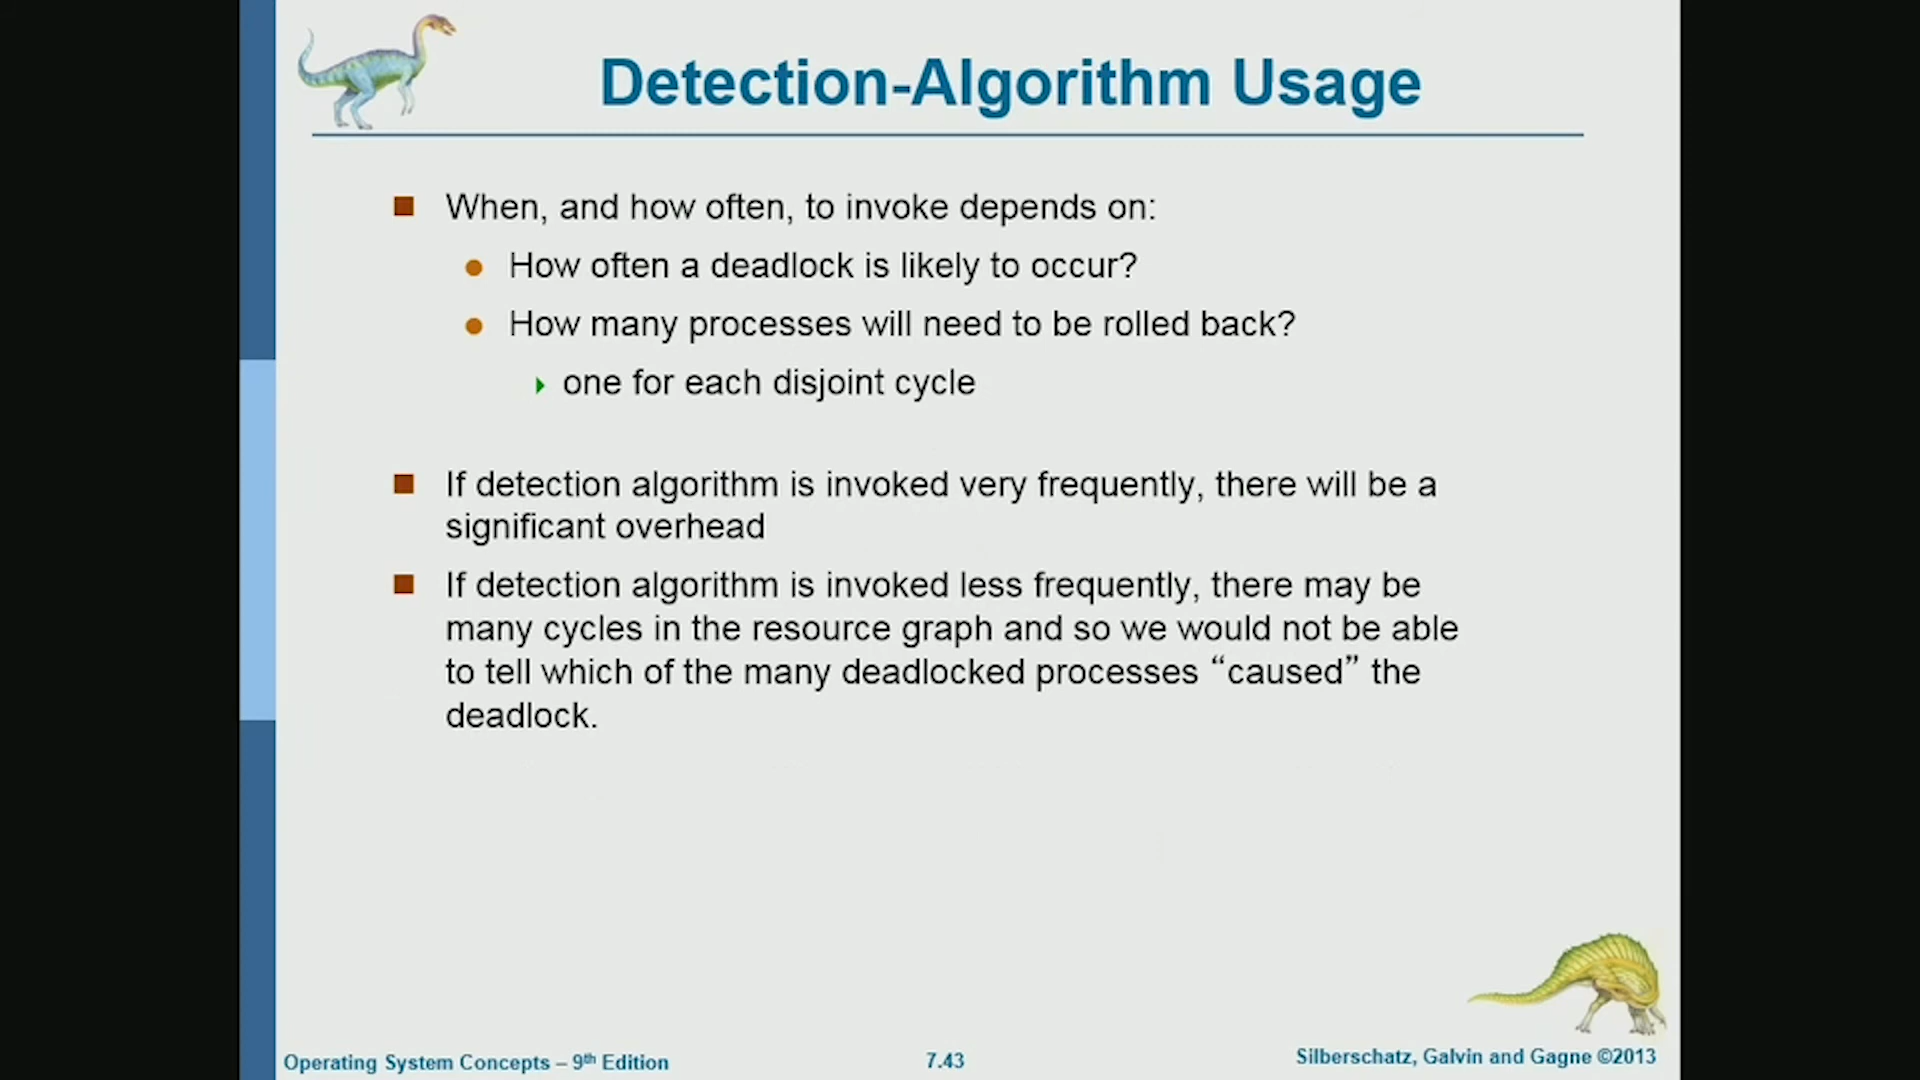 Detection-Algorithm Usage
When, and how often, to invoke depends on:
How often a deadlock is likely to occur?
How many processes will need to be rolled back?
one for each disjoint cycle
If detection algorithm is invoked very frequently, there will be a
significant overhead
If detection algorithm is invoked less frequently, there may be
many cycles in the resource graph and so we would not be able
to tell which of the many deadlocked processes “caused” the
deadlock.
Operating System Concepts – 9th Edition
7.43
Silberschatz, Galvin and Gagne ©2013